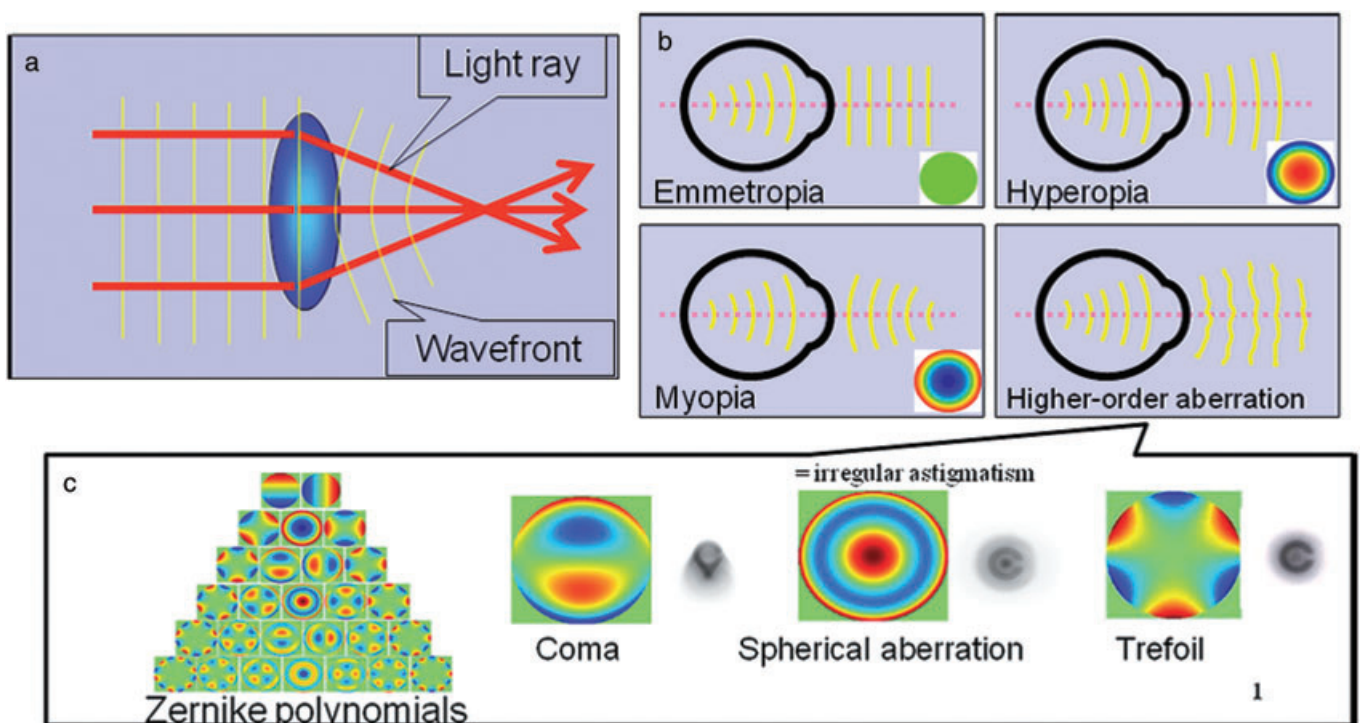 a
Light ray
Wavefront
b
Emmetropia
Hyperopia
Myopia
Higher-order aberration
c
= irregular astigmatism
Coma
Spherical aberration
Trefoil
Zernike polynomials
1